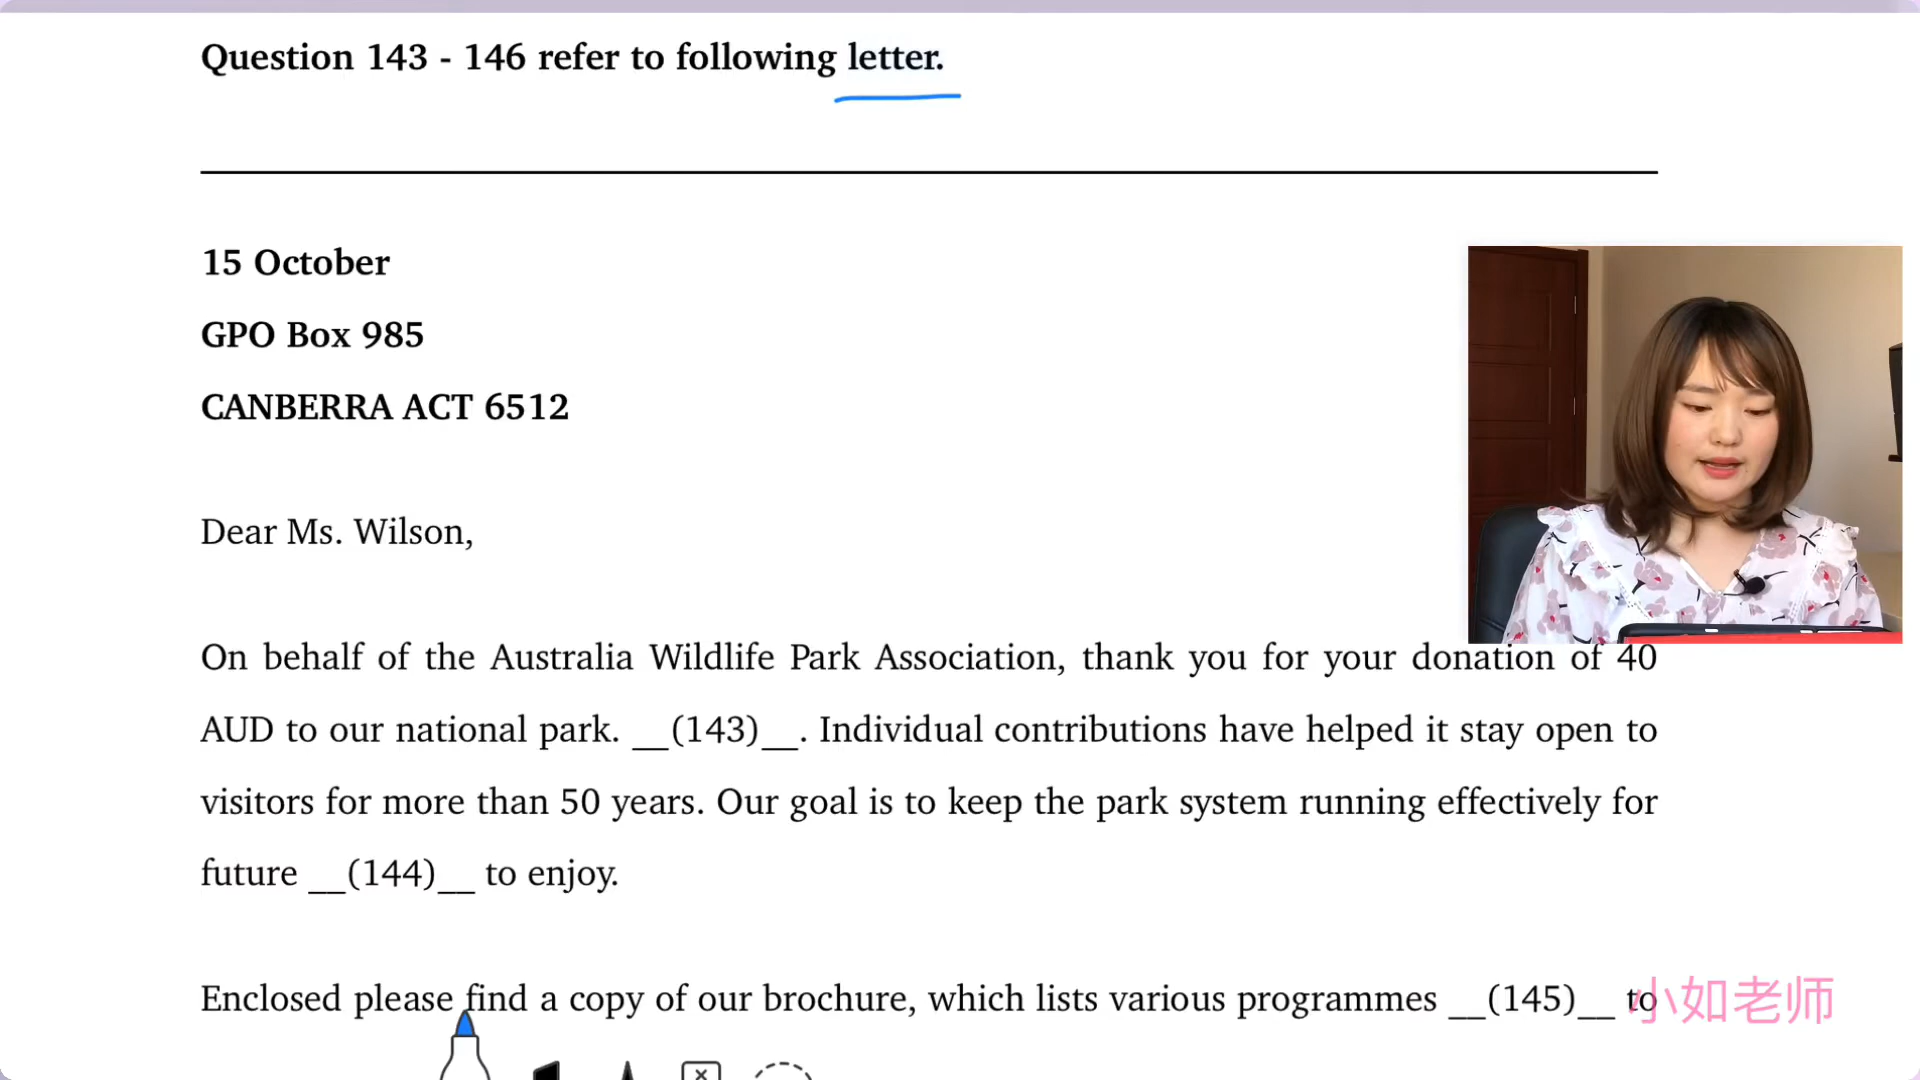 Question 143 - 146 refer to following letter.
15 October
GPO Box 985
CANBERRA ACT 6512
Dear Ms. Wilson,
On behalf of the Australia Wildlife Park Association, thank you for your donation of 40
AUD to our national park. __(143)__. Individual contributions have helped it stay open to
visitors for more than 50 years. Our goal is to keep the park system running effectively for
future __(144)__ to enjoy.
Enclosed please find a copy of our brochure, which lists various programmes __(145)__ to
小如老师